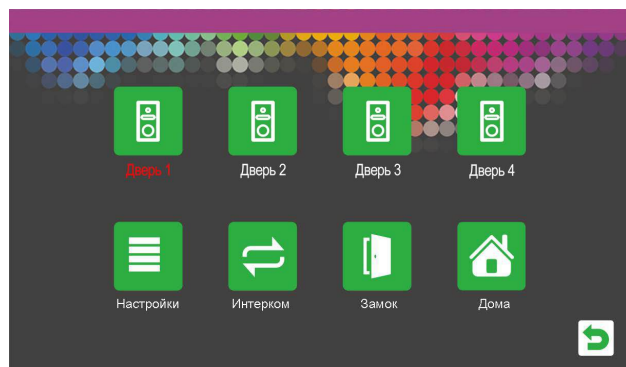 Дверь 1
Дверь 2
Дверь 3
Дверь 4
Настройки
Интерком
Замок
Дома